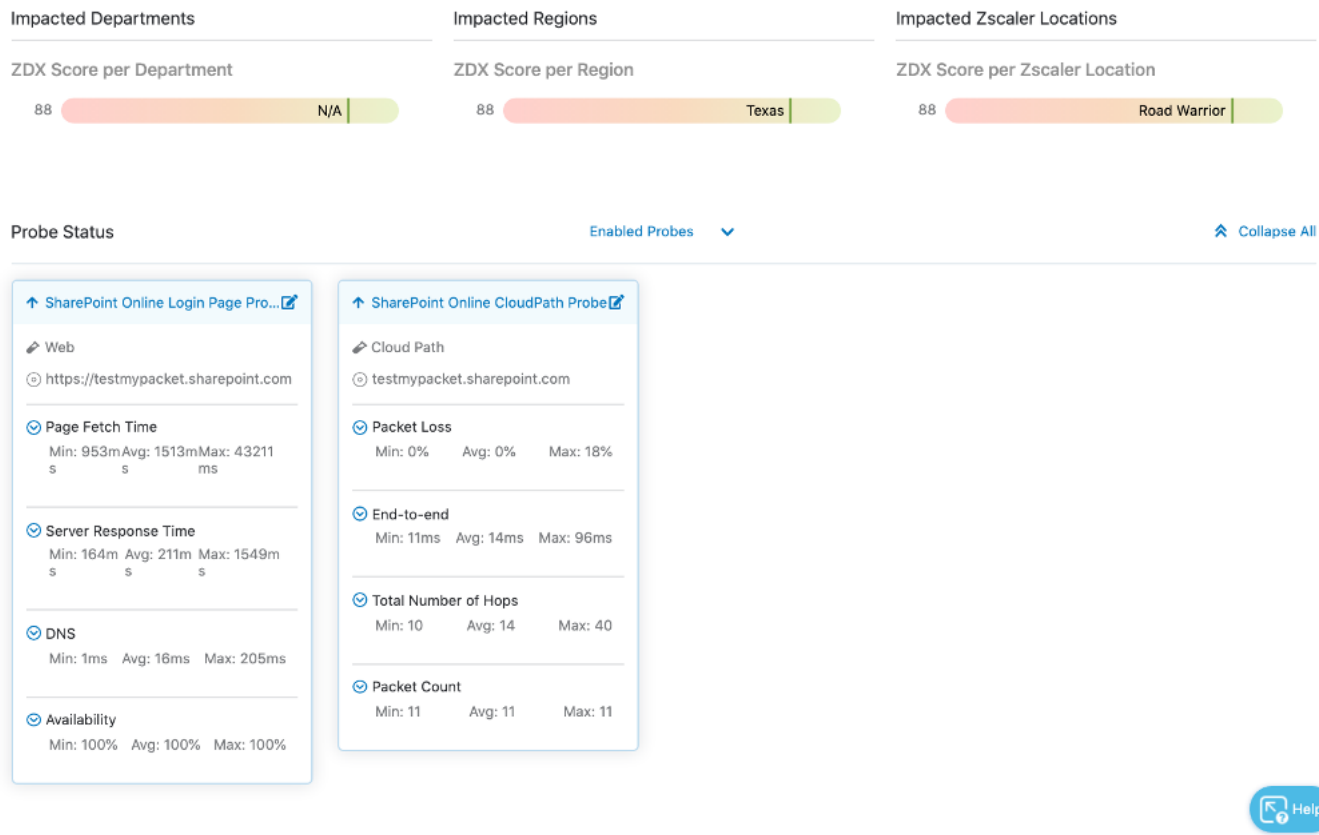 Impacted Departments
Impacted Regions
Impacted Zscaler Locations
ZDX Score per Department
ZDX Score per Region
ZDX Score per Zscaler Location
88 N/A
88 Texas
88 Road Warrior
Probe Status
Enabled Probes
Collapse All
SharePoint Online Login Page Pro...
Web
https://testmypacket.sharepoint.com
Page Fetch Time
Min: 953m Avg: 1513m Max: 43211
s s ms
Server Response Time
Min: 164m Avg: 211m Max: 1549m
s s s
DNS
Min: 1ms Avg: 16ms Max: 205ms
Availability
Min: 100% Avg: 100% Max: 100%
SharePoint Online CloudPath Probe
Cloud Path
testmypacket.sharepoint.com
Packet Loss
Min: 0% Avg: 0% Max: 18%
End-to-end
Min: 11ms Avg: 14ms Max: 96ms
Total Number of Hops
Min: 10 Avg: 14 Max: 40
Packet Count
Min: 11 Avg: 11 Max: 11
Help